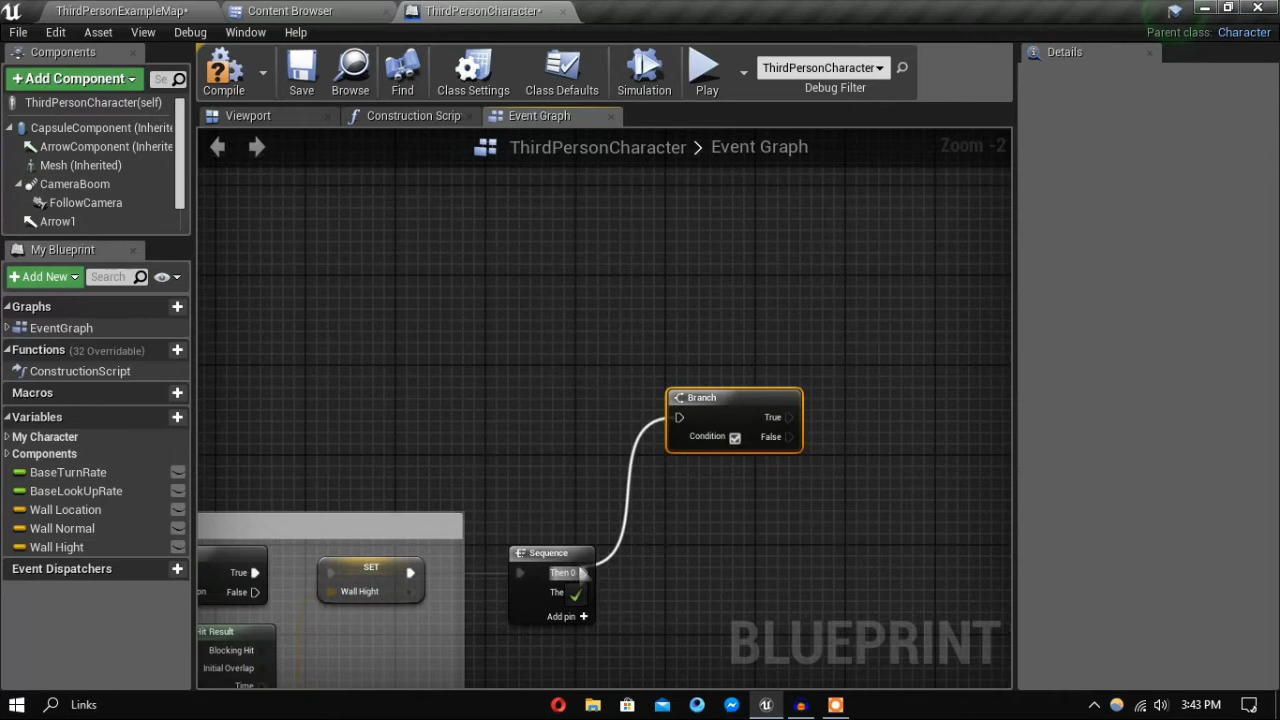 ThirdPersonExampleMap*
Content Browser
ThirdPersonCharacter*
File Edit Asset View Debug Window Help
Parent class: Character
Components
+ Add Component
Se
ThirdPersonCharacter(self)
CapsuleComponent (Inherite
ArrowComponent (Inherite
Mesh (Inherited)
CameraBoom
FollowCamera
Arrow1
Compile
Save
Browse
Find
Class Settings
Class Defaults
Simulation
Play
ThirdPersonCharacter
Debug Filter
Details
Viewport
Construction Scrip
Event Graph
ThirdPersonCharacter > Event Graph
Zoom -2
My Blueprint
+ Add New
Search
Graphs
EventGraph
Functions (32 Overridable)
ConstructionScript
Macros
Variables
My Character
Components
BaseTurnRate
BaseLookUpRate
Wall Location
Wall Normal
Wall Hight
Event Dispatchers
Branch
True
Condition
False
Sequence
Then 0
The
Add pin +
SET
Wall Hight
True
on
False
Hit Result
Blocking Hit
Initial Overlap
Time
BLUEPRINT
Links
3:43 PM